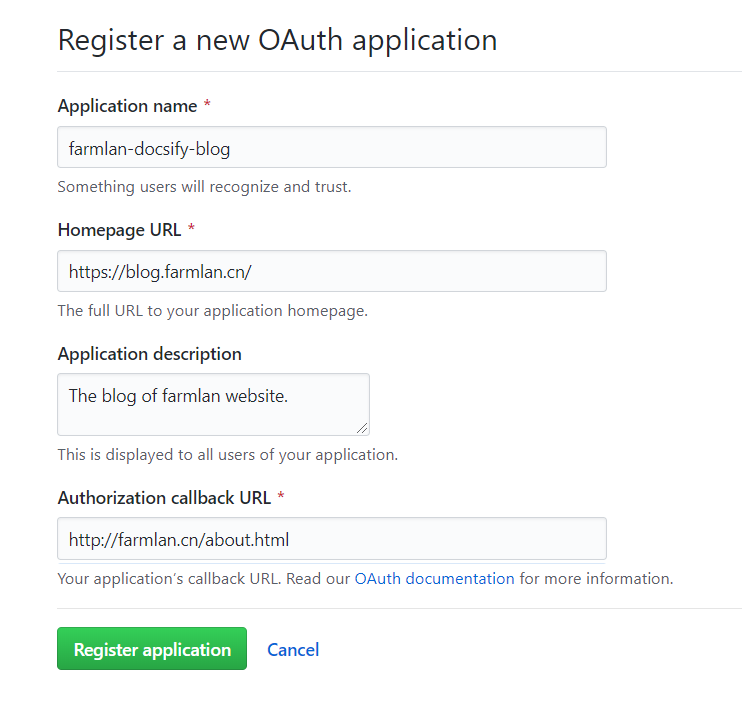 Register a new OAuth application
Application name *
farmlan-docsify-blog
Something users will recognize and trust.
Homepage URL *
https://blog.farmlan.cn/
The full URL to your application homepage.
Application description
The blog of farmlan website.
This is displayed to all users of your application.
Authorization callback URL *
http://farmlan.cn/about.html
Your application’s callback URL. Read our OAuth documentation for more information.
Register application Cancel